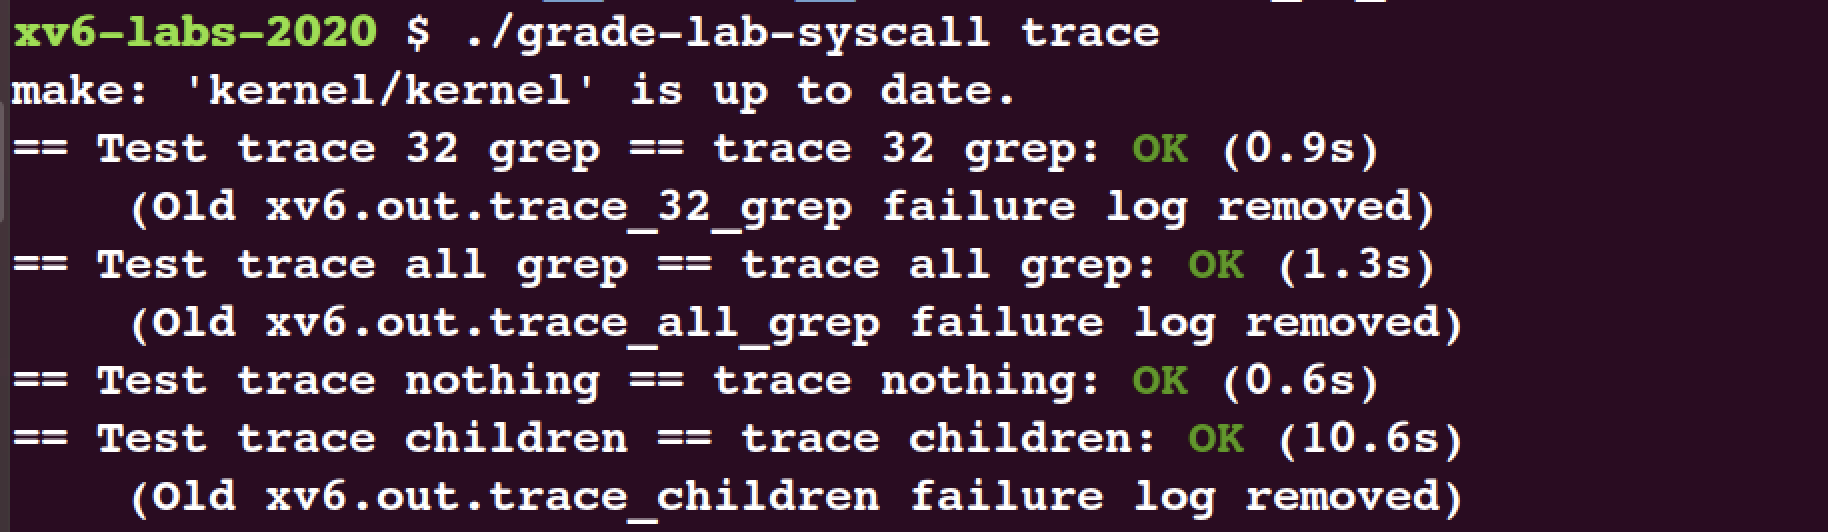 xv6-labs-2020 $ ./grade-lab-syscall trace
make: 'kernel/kernel' is up to date.
== Test trace 32 grep == trace 32 grep: OK (0.9s)
    (Old xv6.out.trace_32_grep failure log removed)
== Test trace all grep == trace all grep: OK (1.3s)
    (Old xv6.out.trace_all_grep failure log removed)
== Test trace nothing == trace nothing: OK (0.6s)
== Test trace children == trace children: OK (10.6s)
    (Old xv6.out.trace_children failure log removed)